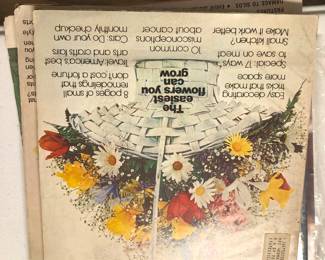 Easy decorating
tricks that make
more space
Special: 17 ways
to save on meat
Small kitchen?
Make it work better
The
easiest
flowers you
can
grow
10 common
misconceptions
about cancer
8 pages of small
remodelings that
don't cost a fortune
Travel: America's best
arts and crafts fairs
Cars: Do your own
monthly checkup